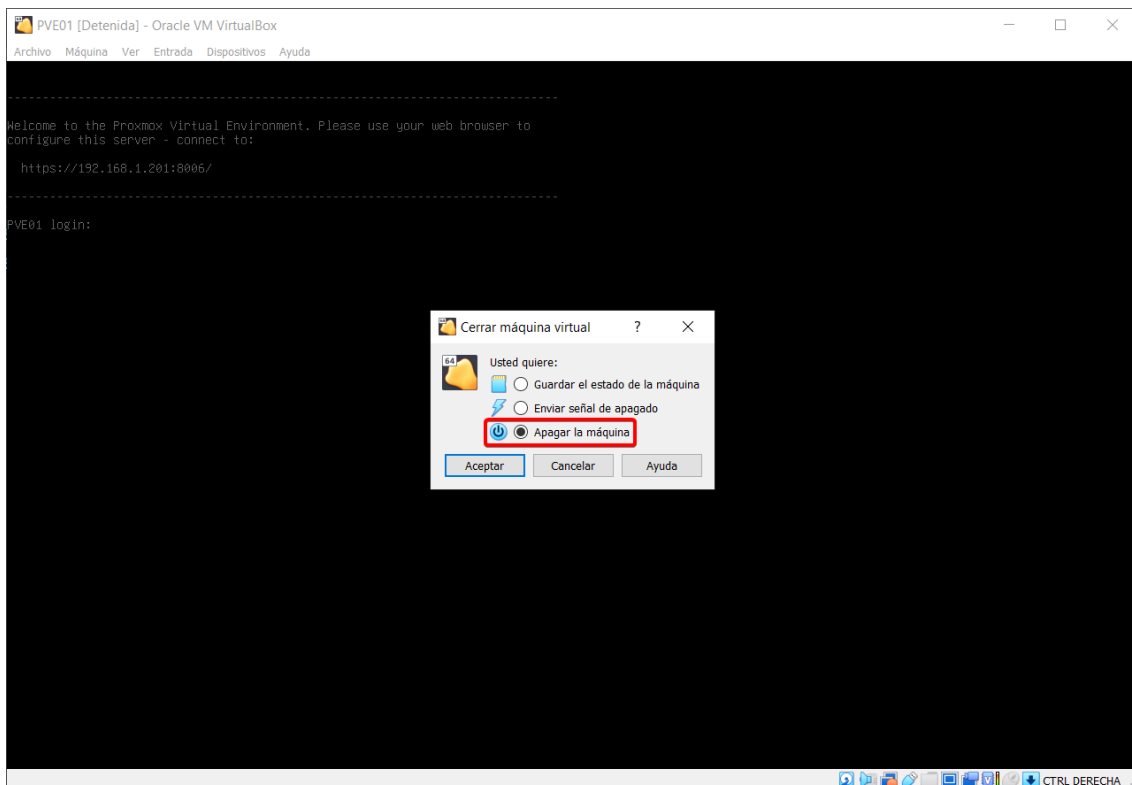 PVE01 [Detenida] - Oracle VM VirtualBox
Archivo Máquina Ver Entrada Dispositivos Ayuda
--------------------------------------------------------------------------------
Welcome to the Proxmox Virtual Environment. Please use your web browser to
configure this server - connect to:
https://192.168.1.201:8006/
--------------------------------------------------------------------------------
PVE01 login:
Cerrar máquina virtual ?
64
Usted quiere:
Guardar el estado de la máquina
Enviar señal de apagado
Apagar la máquina
Aceptar Cancelar Ayuda
CTRL DERECHA